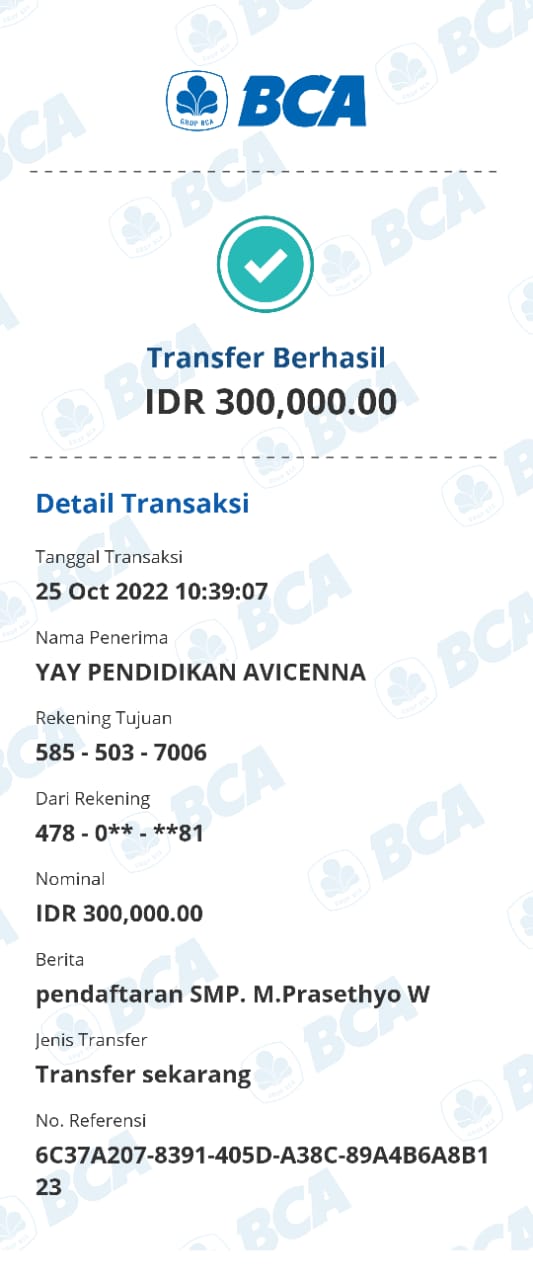 GRUP BCA
BCA
Transfer Berhasil
IDR 300,000.00
Detail Transaksi
Tanggal Transaksi
25 Oct 2022 10:39:07
Nama Penerima
YAY PENDIDIKAN AVICENNA
Rekening Tujuan
585 - 503 - 7006
Dari Rekening
478 - 0** - **81
Nominal
IDR 300,000.00
Berita
pendaftaran SMP. M.Prasethyo W
Jenis Transfer
Transfer sekarang
No. Referensi
6C37A207-8391-405D-A38C-89A4B6A8B1
23